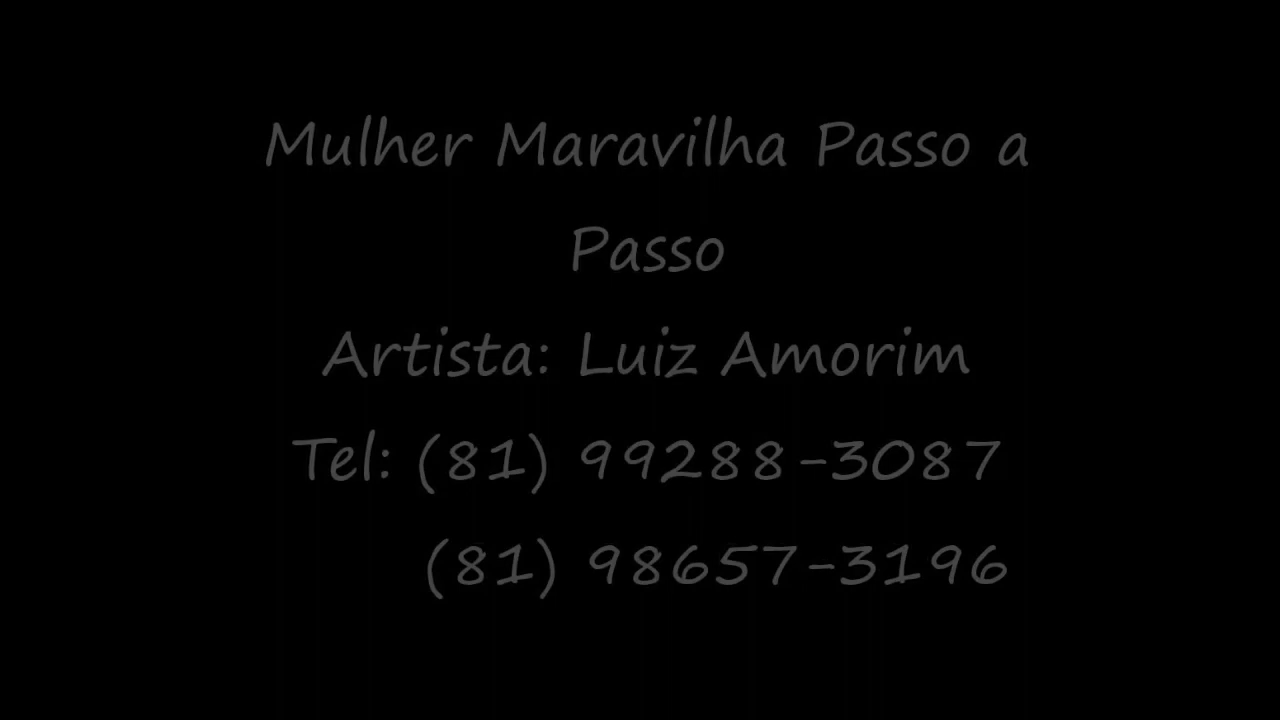 Mulher Maravilha Passo a
Passo
Artista: Luiz Amorim
Tel: (81) 99288-3087
(81) 98657-3196